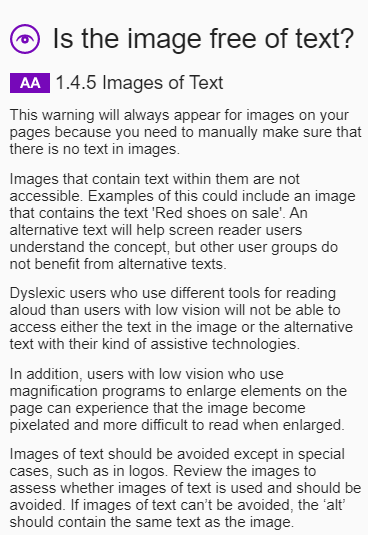 Is the image free of text?
AA 1.4.5 Images of Text
This warning will always appear for images on your
pages because you need to manually make sure that
there is no text in images.
Images that contain text within them are not
accessible. Examples of this could include an image
that contains the text 'Red shoes on sale'. An
alternative text will help screen reader users
understand the concept, but other user groups do
not benefit from alternative texts.
Dyslexic users who use different tools for reading
aloud than users with low vision will not be able to
access either the text in the image or the alternative
text with their kind of assistive technologies.
In addition, users with low vision who use
magnification programs to enlarge elements on the
page can experience that the image become
pixelated and more difficult to read when enlarged.
Images of text should be avoided except in special
cases, such as in logos. Review the images to
assess whether images of text is used and should be
avoided. If images of text can’t be avoided, the ‘alt’
should contain the same text as the image.